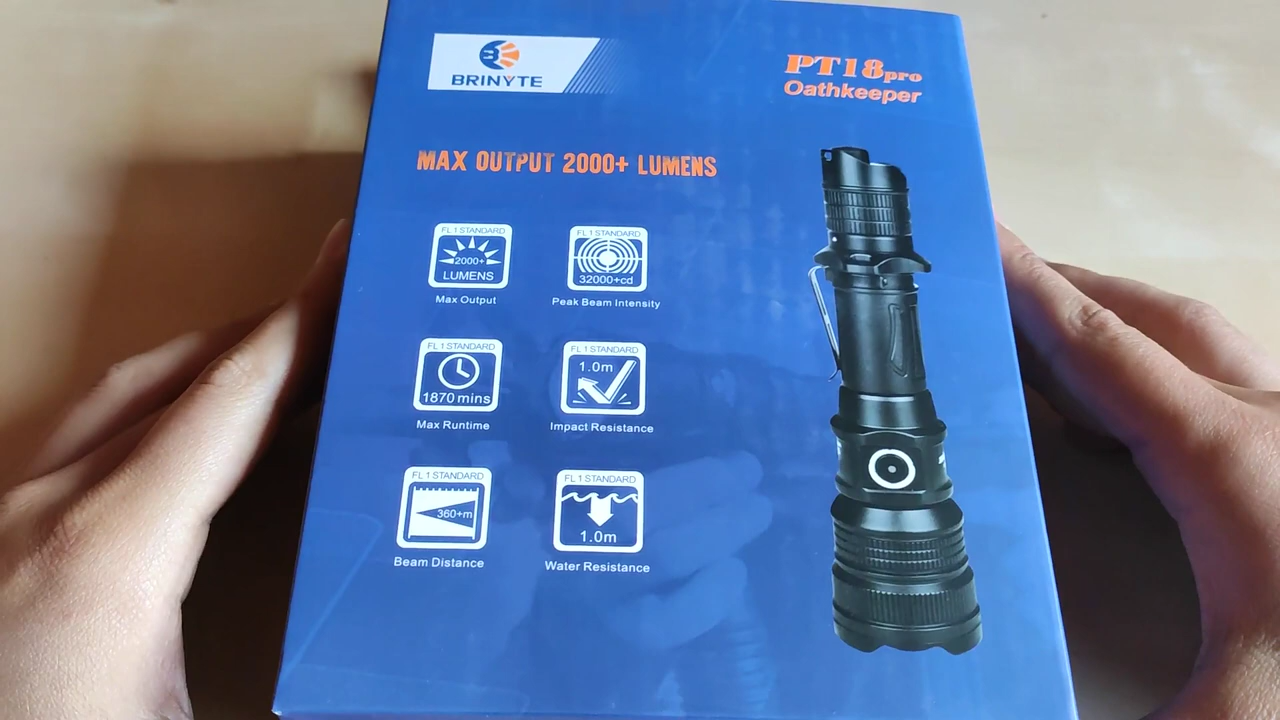 BRINYTE
PT18pro
Oathkeeper
MAX OUTPUT 2000+ LUMENS
FL 1 STANDARD
2000+
LUMENS
Max Output
FL 1 STANDARD
32000+cd
Peak Beam Intensity
FL 1 STANDARD
1870 mins
Max Runtime
FL 1 STANDARD
1.0m
Impact Resistance
FL 1 STANDARD
360+m
Beam Distance
FL 1 STANDARD
1.0m
Water Resistance